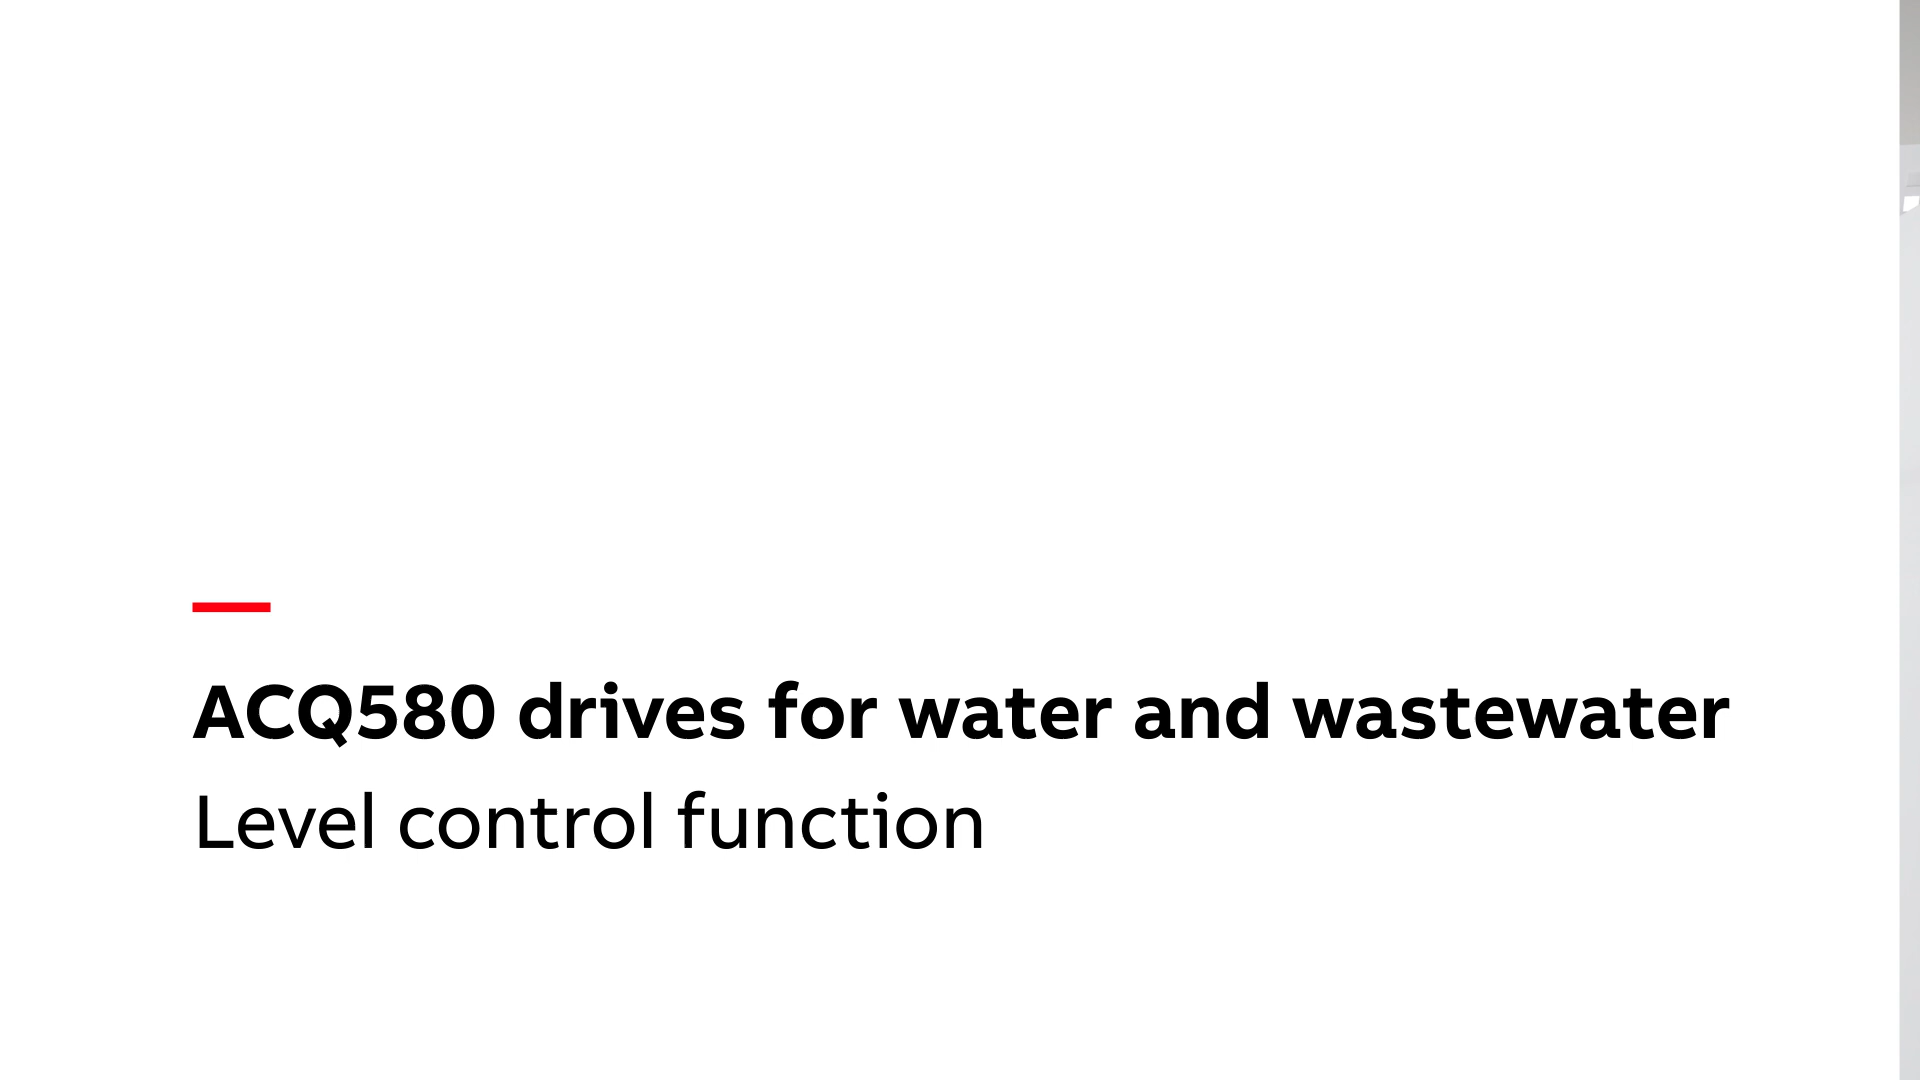 ACQ580 drives for water and wastewater
Level control function